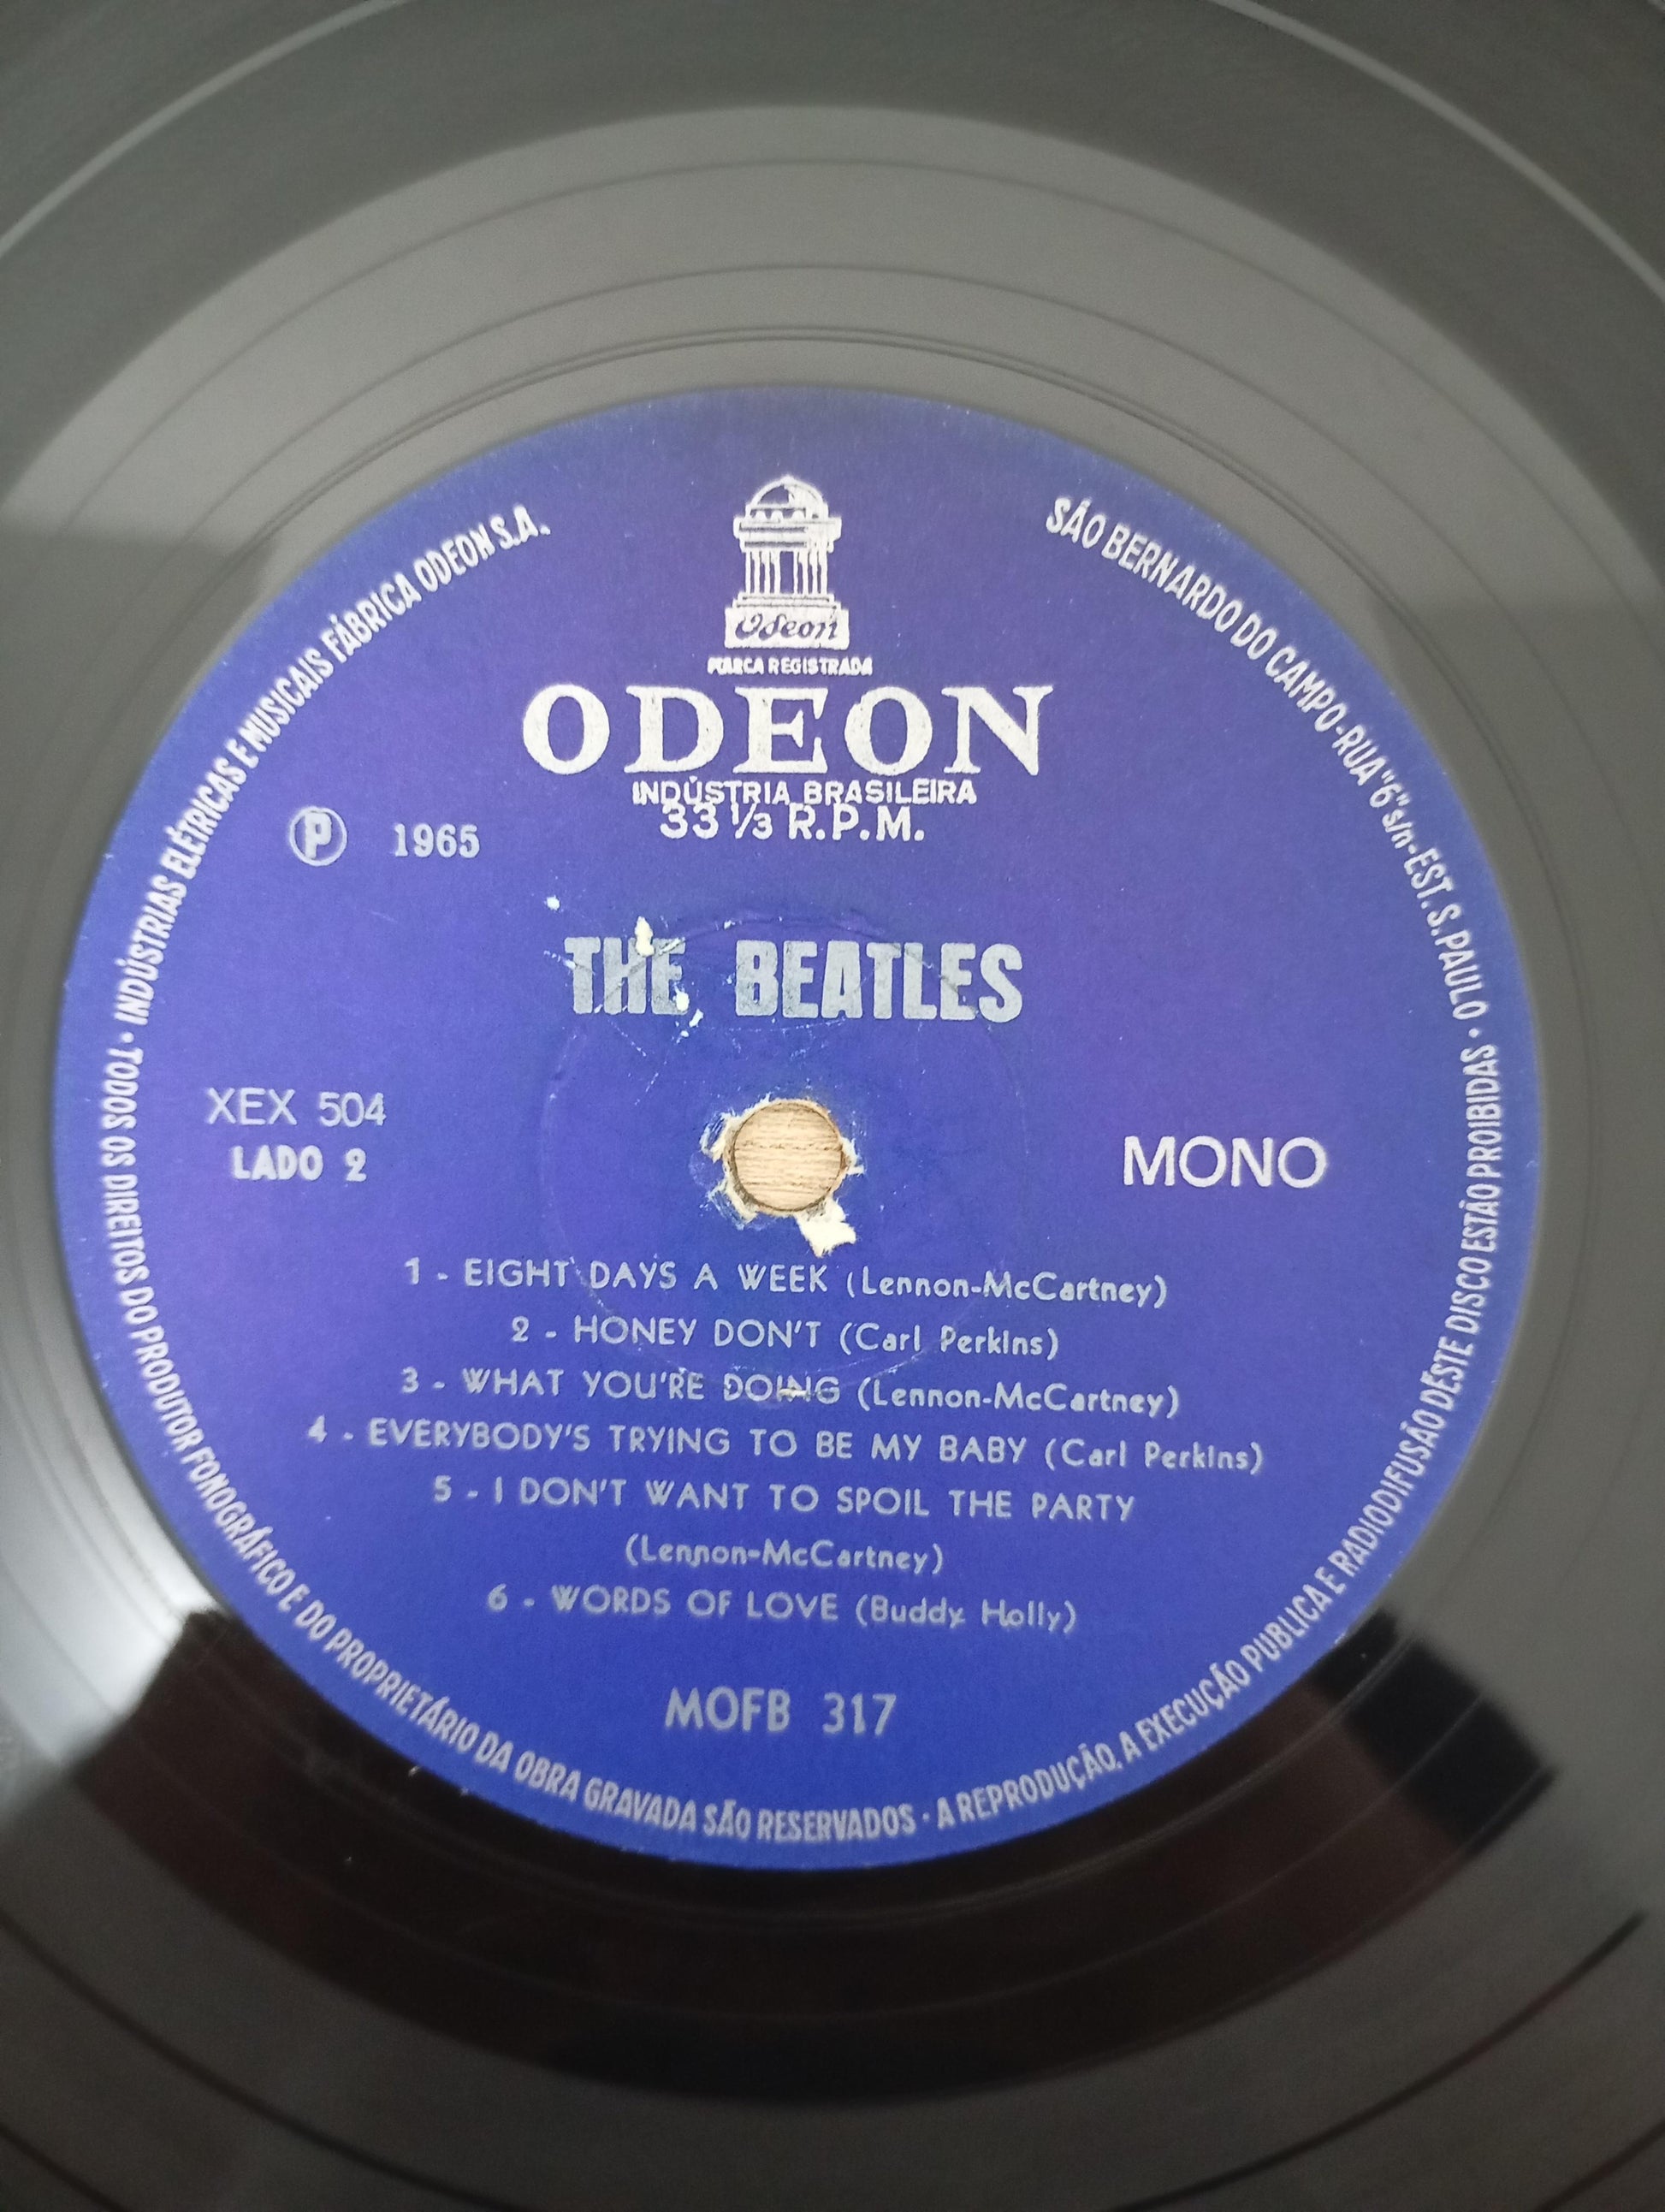 INDÚSTRIAS ELÉTRICAS E MUSICAIS FÁBRICA ODEON S.A.
SÃO BERNARDO DO CAMPO-RUA "6" s/n-EST. S. PAULO
Odeon
MARCA REGISTRADA
ODEON
INDÚSTRIA BRASILEIRA
33 1/3 R.P.M.
Ⓟ 1965
THE BEATLES
XEX 504
LADO 2
MONO
1 - EIGHT DAYS A WEEK (Lennon-McCartney)
2 - HONEY DON'T (Carl Perkins)
3 - WHAT YOU'RE DOING (Lennon-McCartney)
4 - EVERYBODY'S TRYING TO BE MY BABY (Carl Perkins)
5 - I DON'T WANT TO SPOIL THE PARTY
(Lennon-McCartney)
6 - WORDS OF LOVE (Buddy Holly)
MOFB 317
• TODOS OS DIREITOS DO PRODUTOR FONOGRÁFICO E DO PROPRIETÁRIO DA OBRA GRAVADA SÃO RESERVADOS • A REPRODUÇÃO, A EXECUÇÃO PUBLICA E RADIODIFUSÃO DÊSTE DISCO ESTÃO PROIBIDAS •